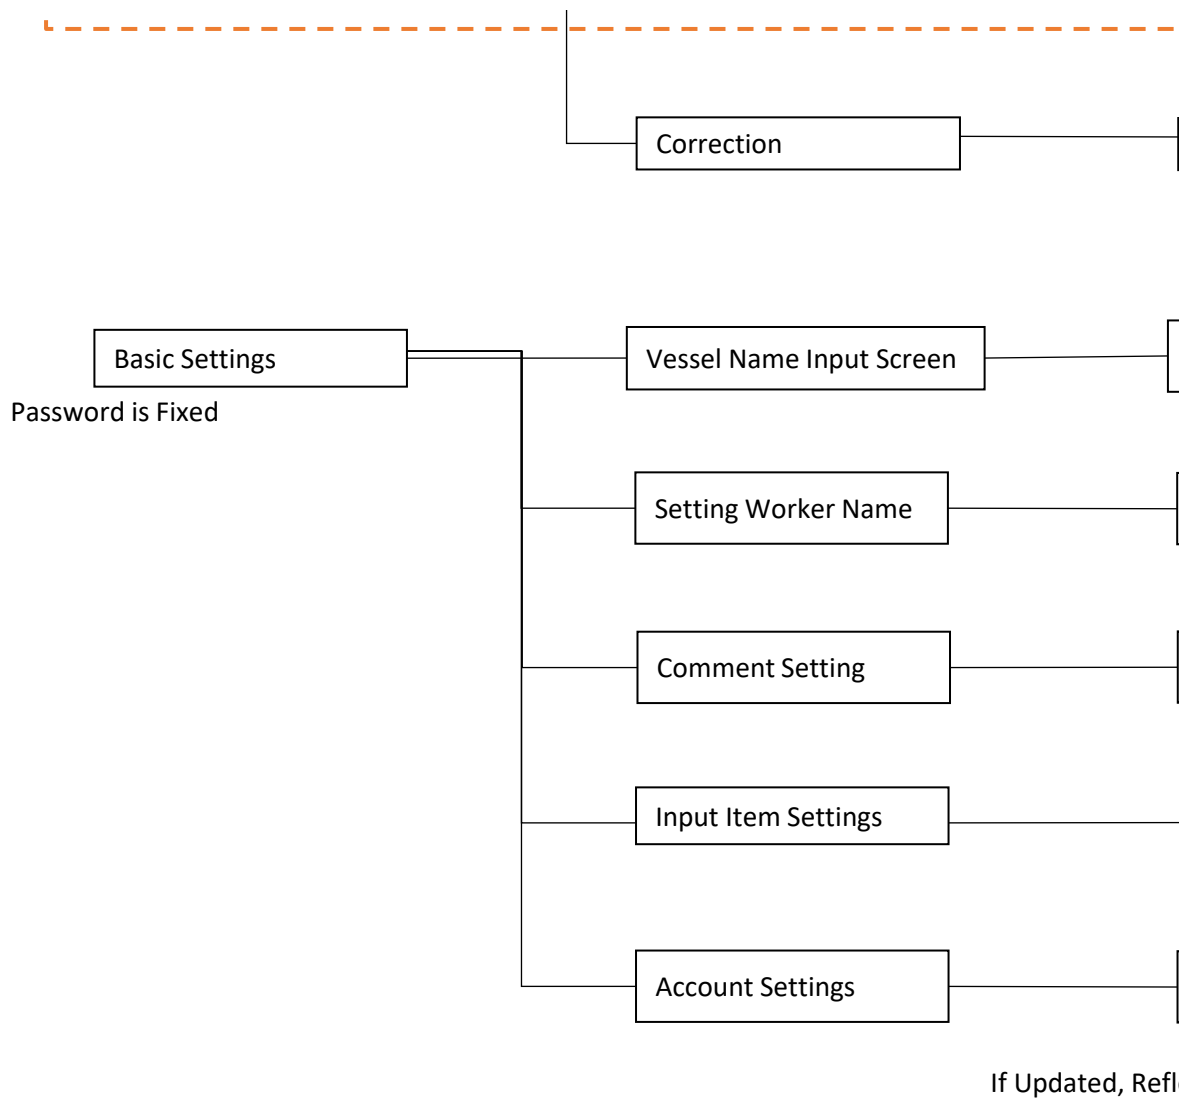 Correction
Basic Settings
Vessel Name Input Screen
Password is Fixed
Setting Worker Name
Comment Setting
Input Item Settings
Account Settings
If Updated,